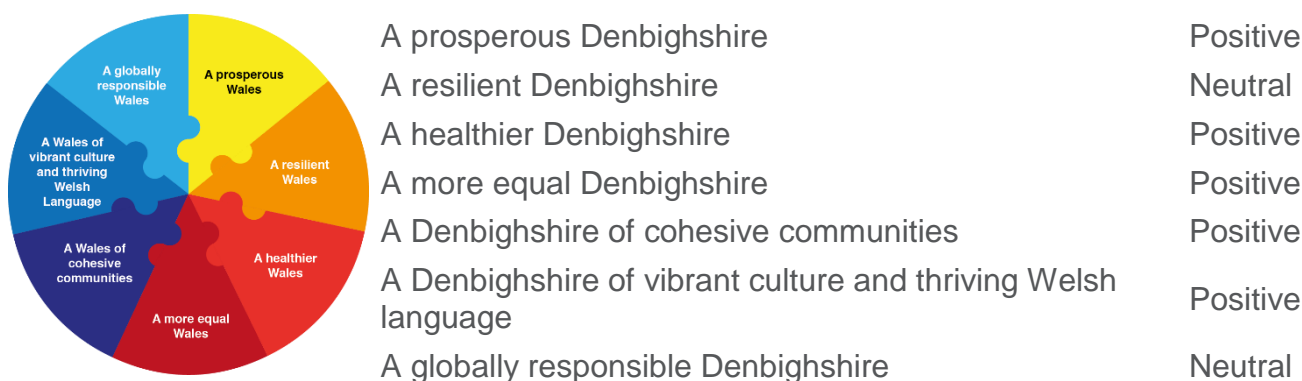 A globally
responsible
Wales
A prosperous
Wales
A Wales of
vibrant culture
and thriving
Welsh
Language
A resilient
Wales
A Wales of
cohesive
communities
A healthier
Wales
A more equal
Wales
A prosperous Denbighshire Positive
A resilient Denbighshire Neutral
A healthier Denbighshire Positive
A more equal Denbighshire Positive
A Denbighshire of cohesive communities Positive
A Denbighshire of vibrant culture and thriving Welsh
language Positive
A globally responsible Denbighshire Neutral